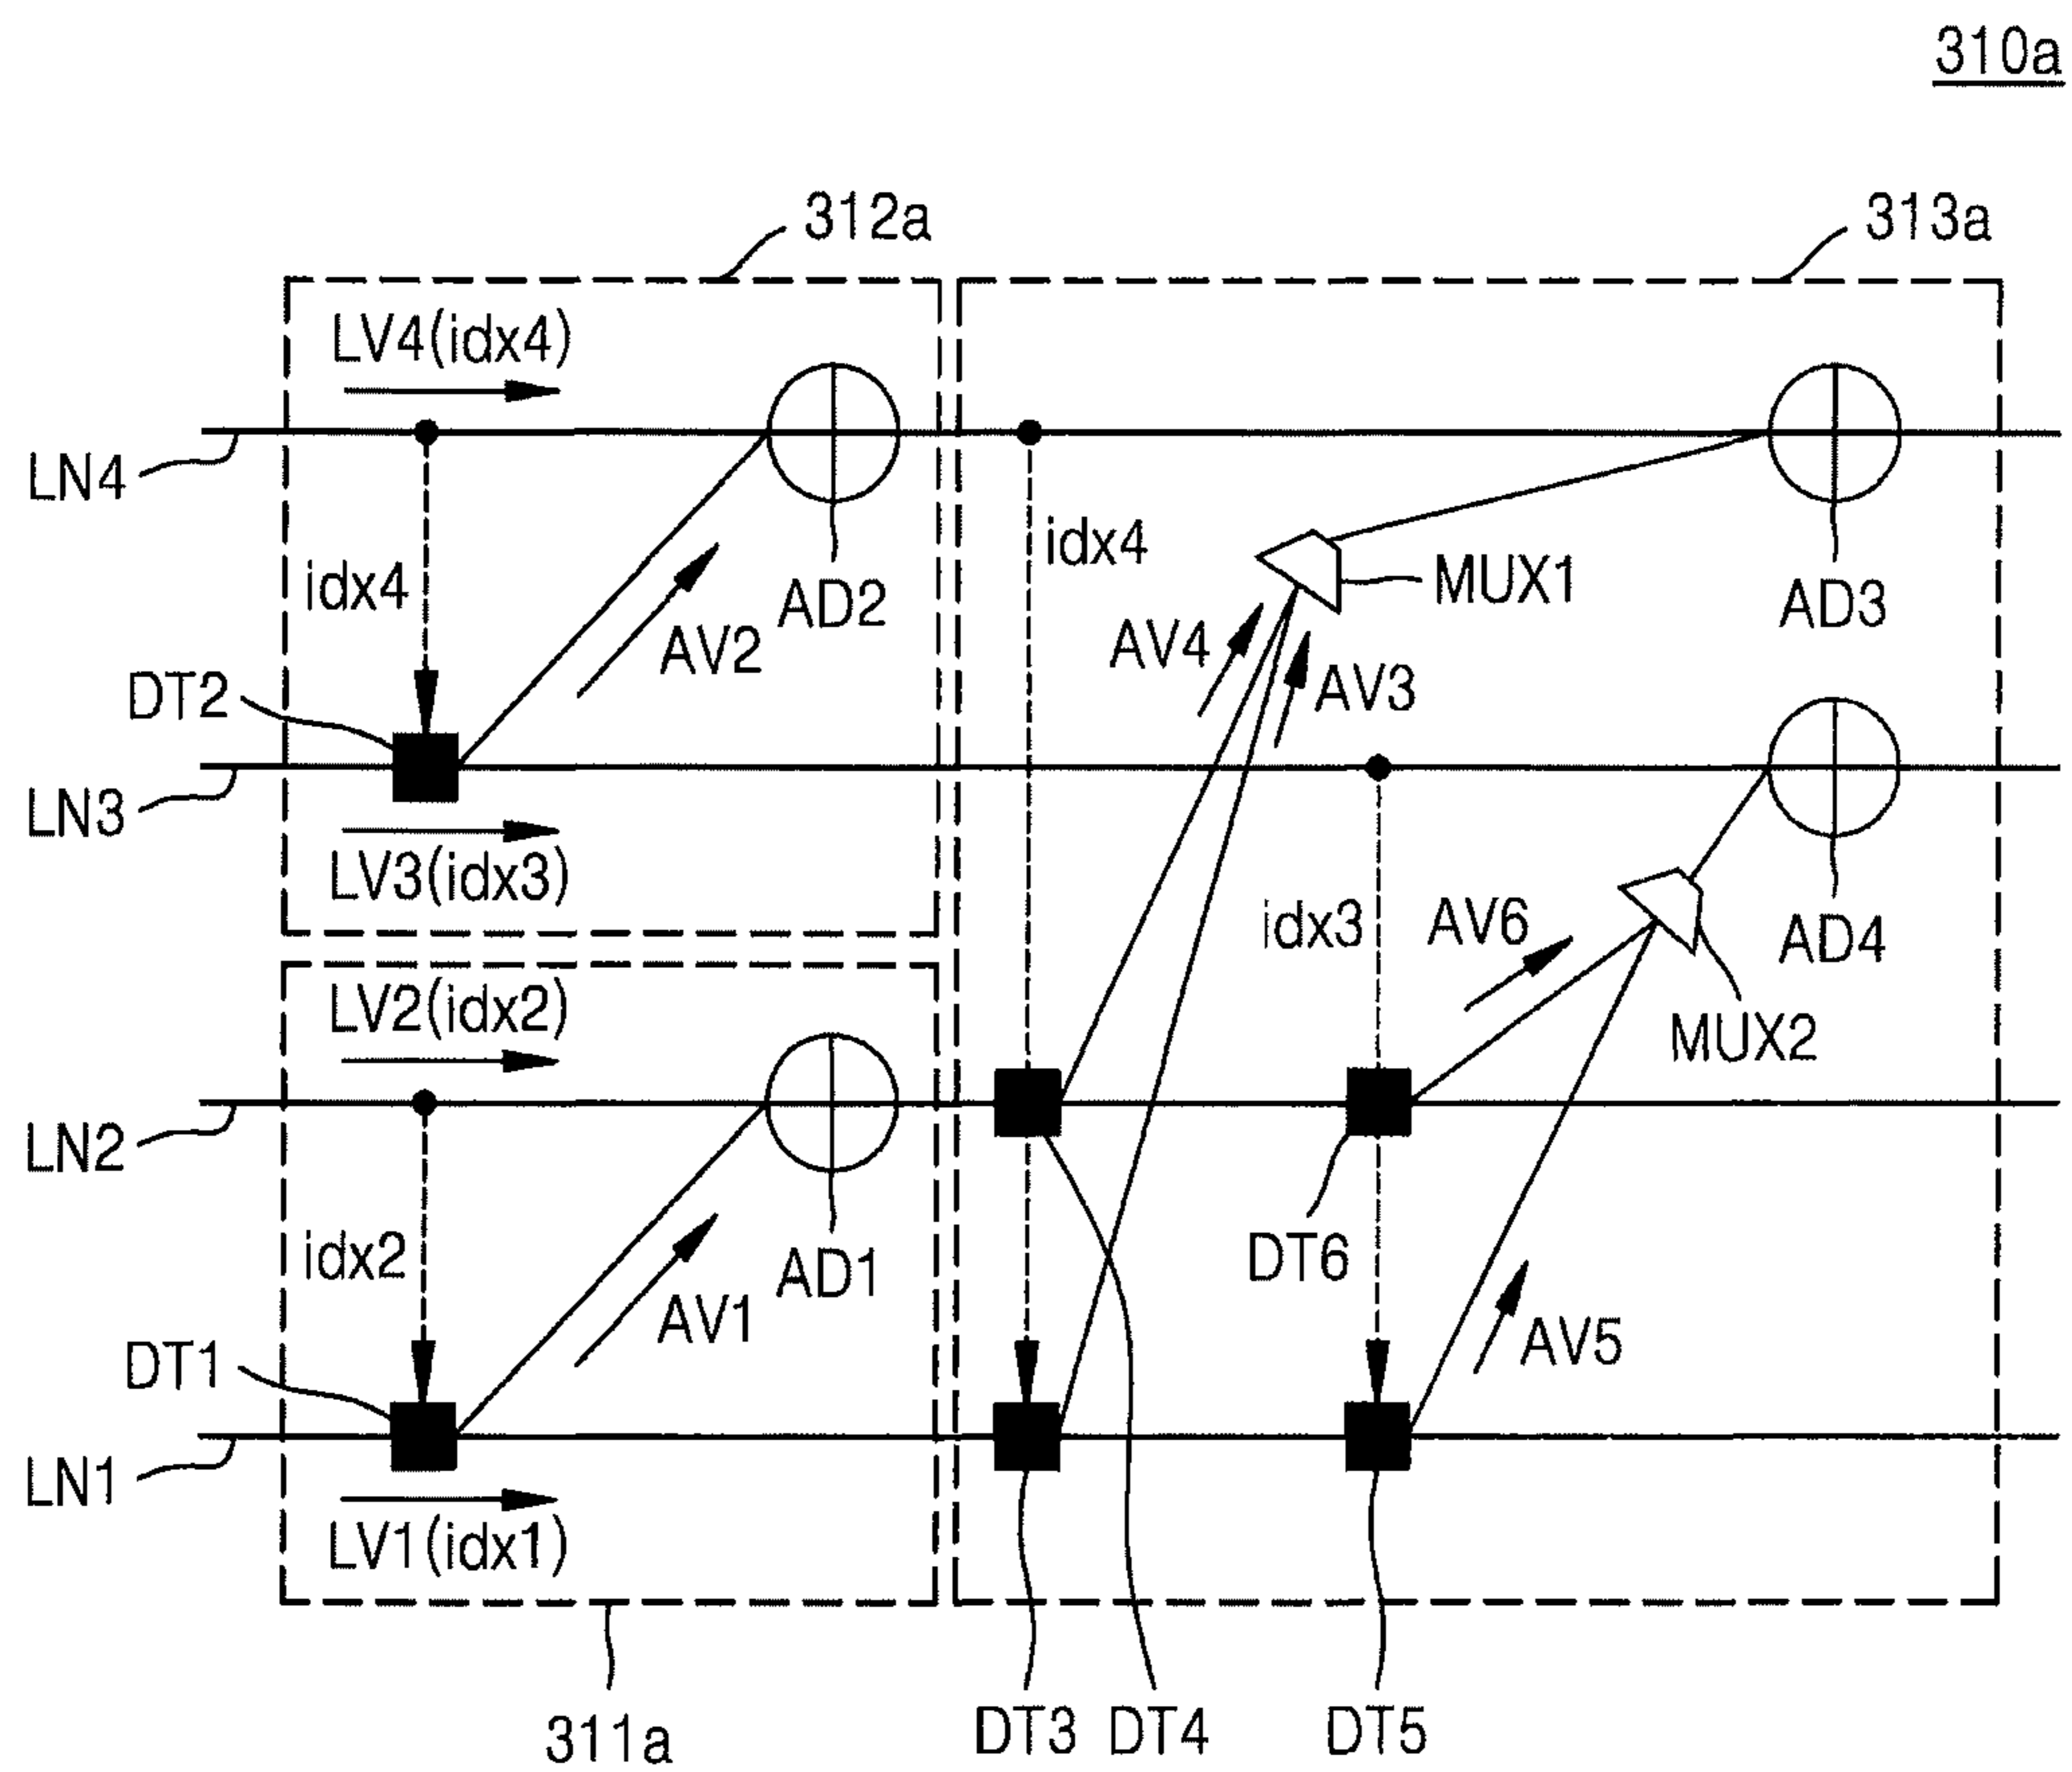 310a
312a
313a
LV4(idx4)
LN4
idx4
AD2
idx4
MUX1
AD3
AV2
AV4
AV3
DT2
LN3
LV3(idx3)
idx3
AV6
AD4
LV2(idx2)
MUX2
LN2
idx2
AD1
DT6
AV1
AV5
DT1
LN1
LV1(idx1)
311a
DT3
DT4
DT5